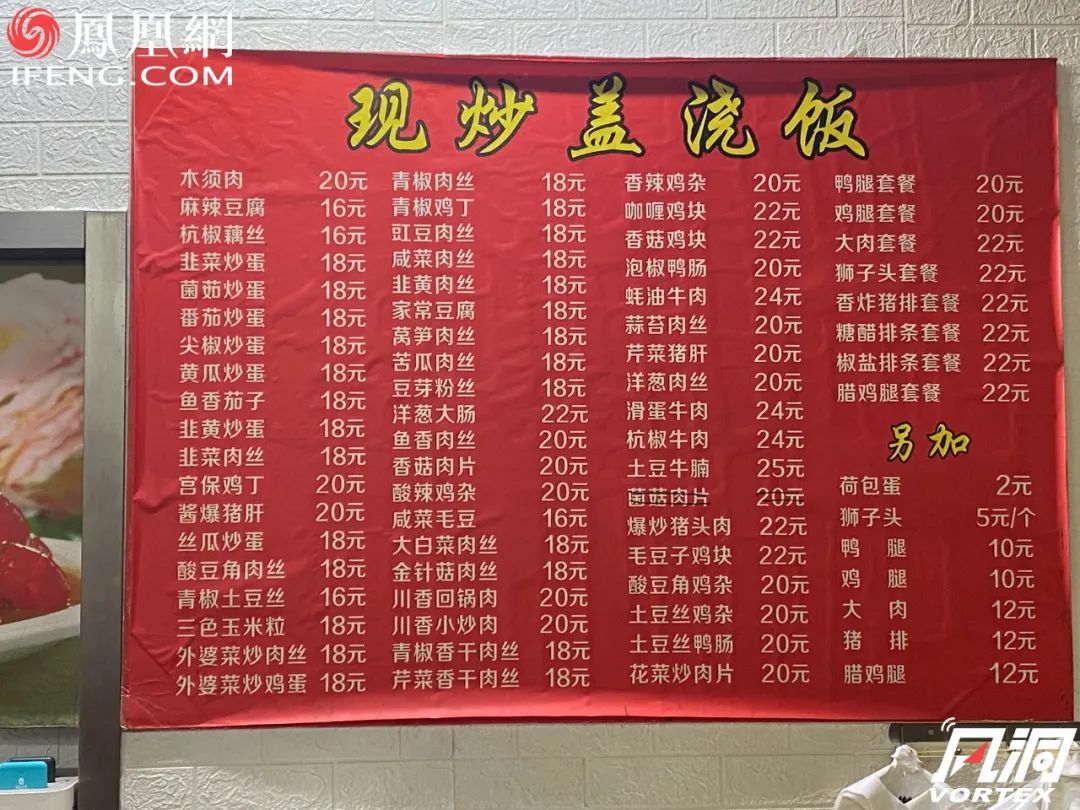 鳳凰網
IFENG.COM
现炒盖浇饭
木须肉 20元
麻辣豆腐 16元
杭椒藕丝 16元
韭菜炒蛋 18元
菌茹炒蛋 18元
番茄炒蛋 18元
尖椒炒蛋 18元
黄瓜炒蛋 18元
鱼香茄子 18元
韭黄炒蛋 18元
韭菜肉丝 18元
宫保鸡丁 20元
酱爆猪肝 20元
丝瓜炒蛋 18元
酸豆角肉丝 18元
青椒土豆丝 16元
三色玉米粒 18元
外婆菜炒肉丝 18元
外婆菜炒鸡蛋 18元
青椒肉丝 18元
青椒鸡丁 18元
豇豆肉丝 18元
咸菜肉丝 18元
韭黄肉丝 18元
家常豆腐 18元
莴笋肉丝 18元
苦瓜肉丝 18元
豆芽粉丝 18元
洋葱大肠 22元
鱼香肉丝 20元
香菇肉片 20元
酸辣鸡杂 20元
咸菜毛豆 16元
大白菜肉丝 18元
金针菇肉丝 18元
川香回锅肉 20元
川香小炒肉 20元
青椒香干肉丝 18元
芹菜香干肉丝 18元
香辣鸡杂 20元
咖喱鸡块 22元
香菇鸡块 22元
泡椒鸭肠 20元
蚝油牛肉 24元
蒜苔肉丝 20元
芹菜猪肝 20元
洋葱肉丝 20元
滑蛋牛肉 24元
杭椒牛肉 24元
土豆牛腩 25元
菌菇肉片 20元
爆炒猪头肉 22元
毛豆子鸡块 22元
酸豆角鸡杂 20元
土豆丝鸡杂 20元
土豆丝鸭肠 20元
花菜炒肉片 20元
鸭腿套餐 20元
鸡腿套餐 20元
大肉套餐 22元
狮子头套餐 22元
香炸猪排套餐 22元
糖醋排条套餐 22元
椒盐排条套餐 22元
腊鸡腿套餐 22元
另加
荷包蛋 2元
狮子头 5元/个
鸭腿 10元
鸡腿 10元
大肉 12元
猪排 12元
腊鸡腿 12元
风洞
VORTEX